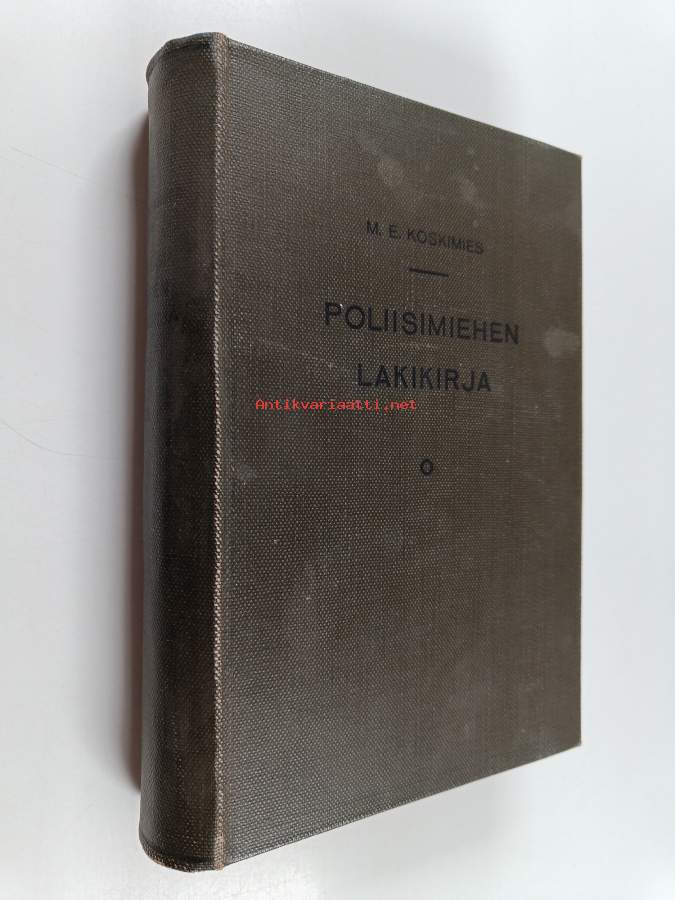 M. E. KOSKIMIES
POLIISIMIEHEN
LAKIKIRJA
Antikvariaatti.net
O